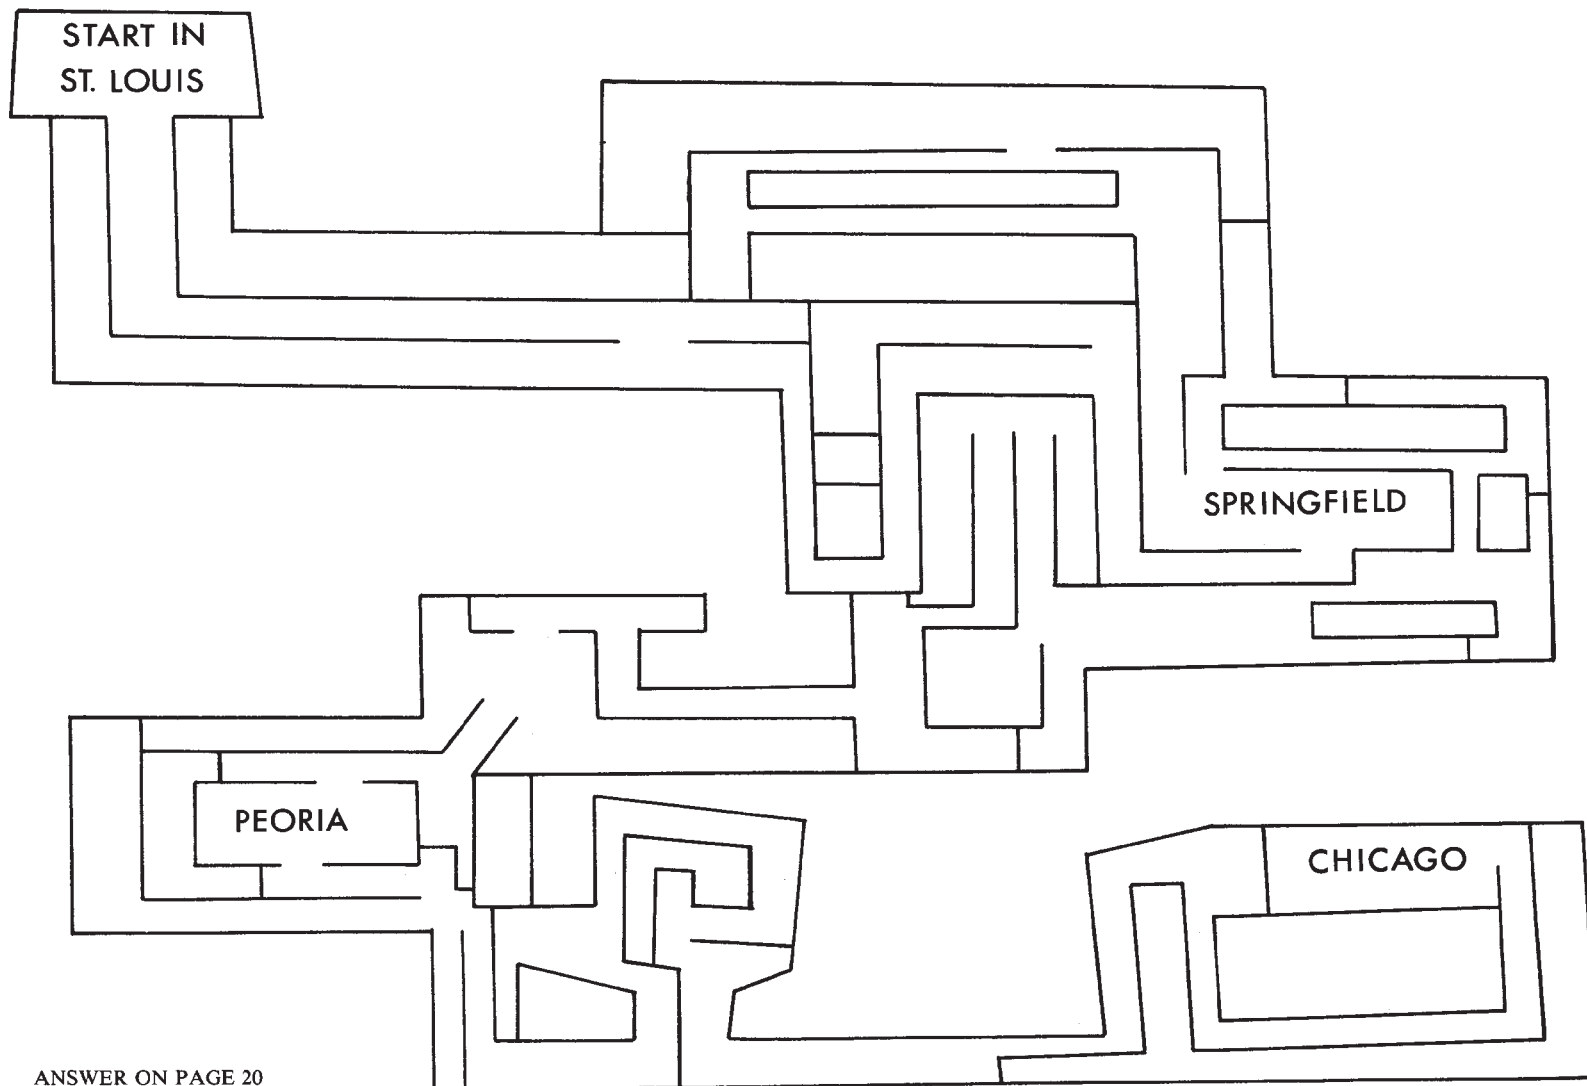 START IN
ST. LOUIS
SPRINGFIELD
PEORIA
CHICAGO
ANSWER ON PAGE 20